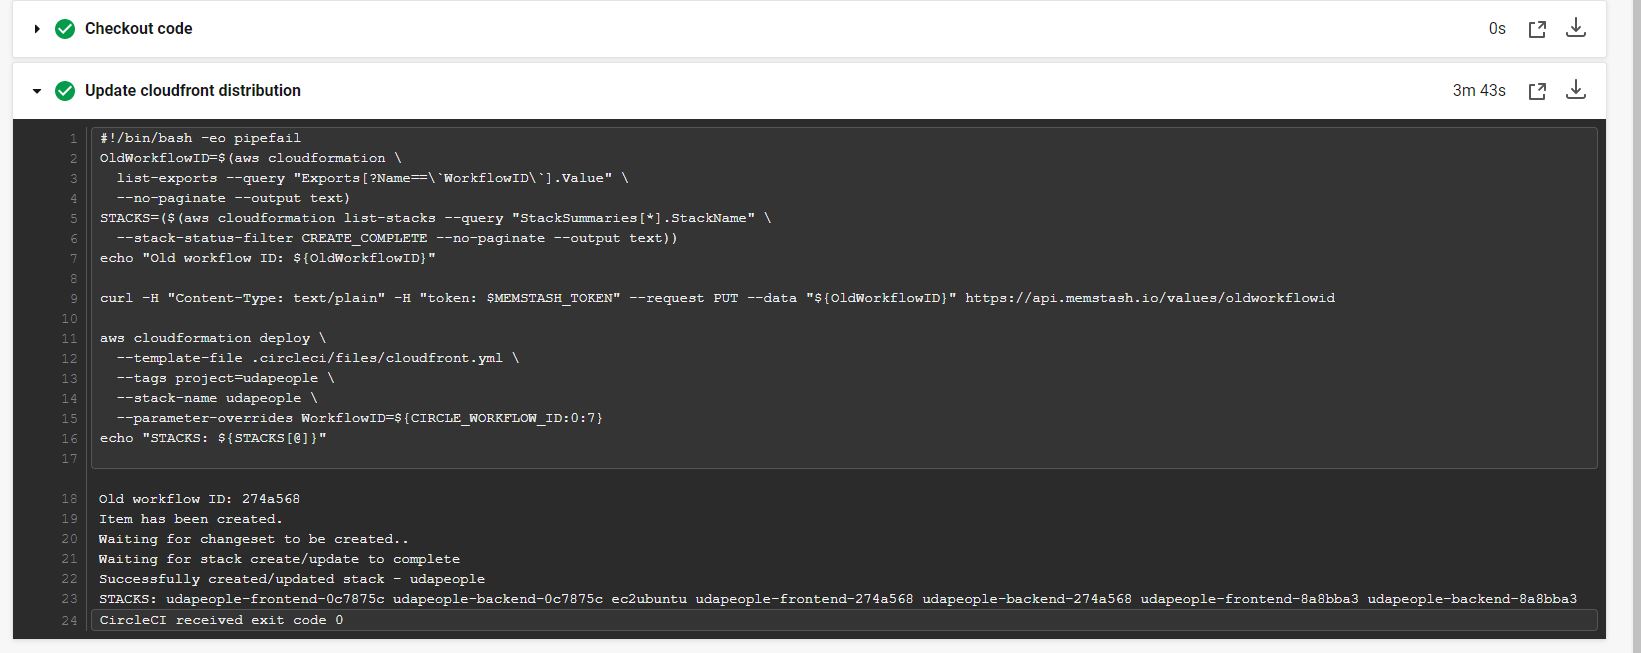 Checkout code
0s
Update cloudfront distribution
3m 43s
1 #!/bin/bash -eo pipefail
2 OldWorkflowID=$(aws cloudformation \
3   list-exports --query "Exports[?Name==\`WorkflowID\`].Value" \
4   --no-paginate --output text)
5 STACKS=($(aws cloudformation list-stacks --query "StackSummaries[*].StackName" \
6   --stack-status-filter CREATE_COMPLETE --no-paginate --output text))
7 echo "Old workflow ID: ${OldWorkflowID}"
8
9 curl -H "Content-Type: text/plain" -H "token: $MEMSTASH_TOKEN" --request PUT --data "${OldWorkflowID}" https://api.memstash.io/values/oldworkflowid
10
11 aws cloudformation deploy \
12   --template-file .circleci/files/cloudfront.yml \
13   --tags project=udapeople \
14   --stack-name udapeople \
15   --parameter-overrides WorkflowID=${CIRCLE_WORKFLOW_ID:0:7}
16 echo "STACKS: ${STACKS[@]}"
17
18 Old workflow ID: 274a568
19 Item has been created.
20 Waiting for changeset to be created..
21 Waiting for stack create/update to complete
22 Successfully created/updated stack - udapeople
23 STACKS: udapeople-frontend-0c7875c udapeople-backend-0c7875c ec2ubuntu udapeople-frontend-274a568 udapeople-backend-274a568 udapeople-frontend-8a8bba3 udapeople-backend-8a8bba3
24 CircleCI received exit code 0